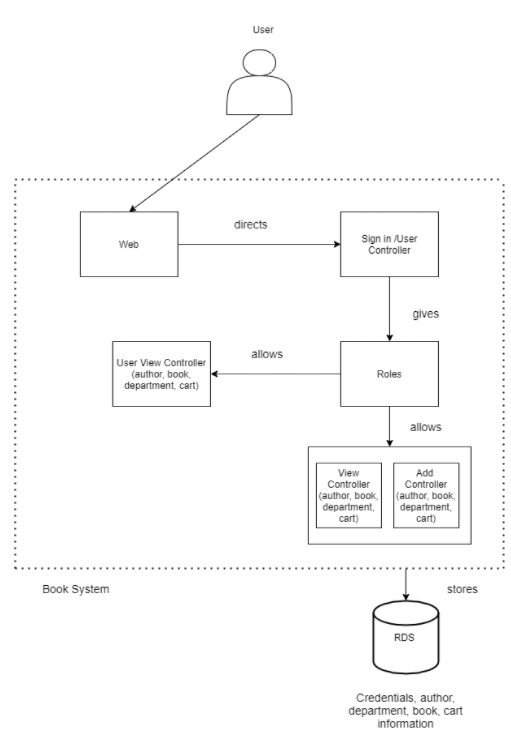 User
Web
directs
Sign in /User
Controller
gives
User View Controller
(author, book,
department, cart)
allows
Roles
allows
View
Controller
(author, book,
department,
cart)
Add
Controller
(author, book,
department,
cart)
Book System
stores
RDS
Credentials, author,
department, book, cart
information